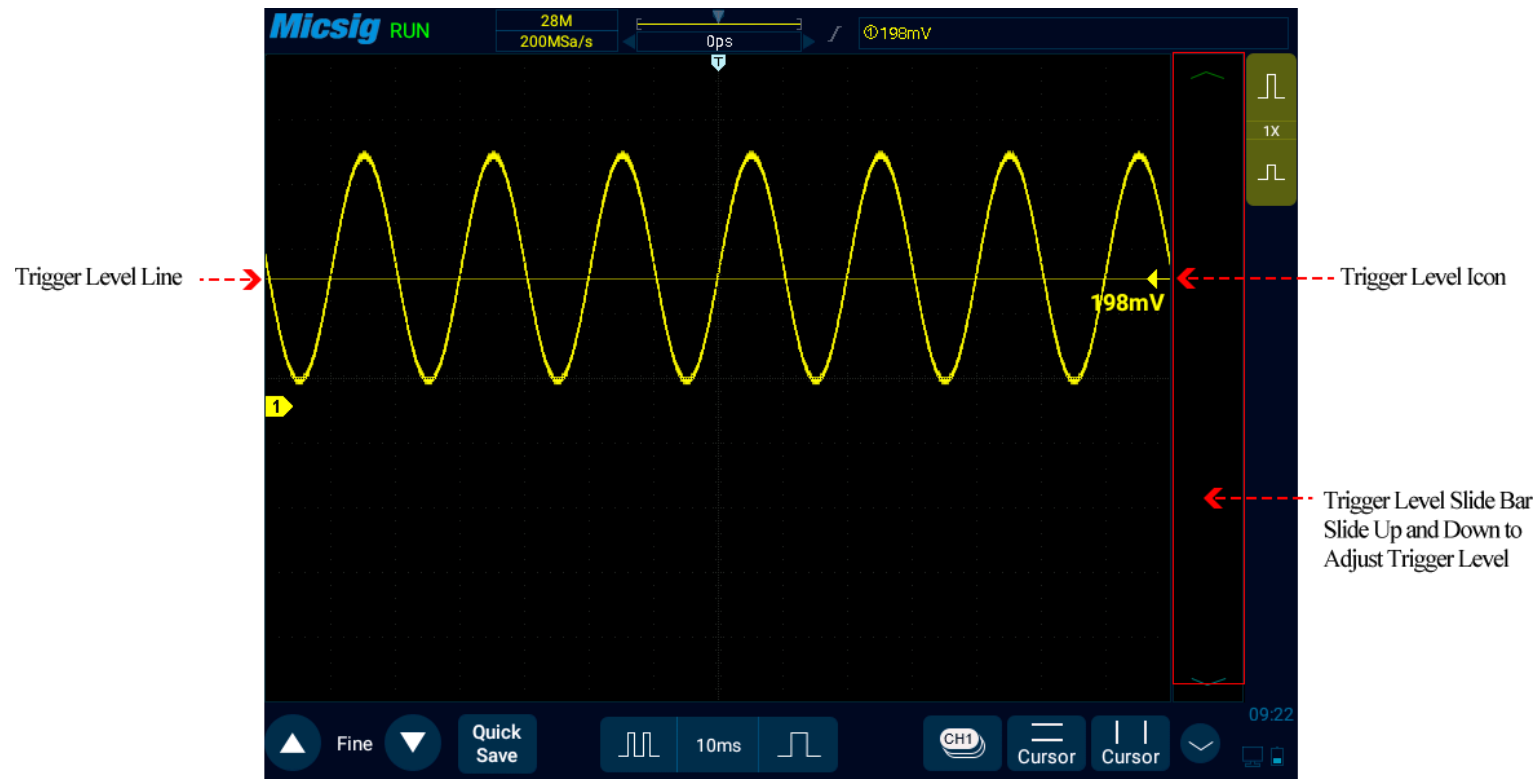 Micsig RUN
28M
200MSa/s
0ps
①198mV
T
1X
Trigger Level Line
Trigger Level Icon
198mV
1
Trigger Level Slide Bar
Slide Up and Down to
Adjust Trigger Level
09:22
Fine
Quick
Save
10ms
CH1
Cursor
Cursor